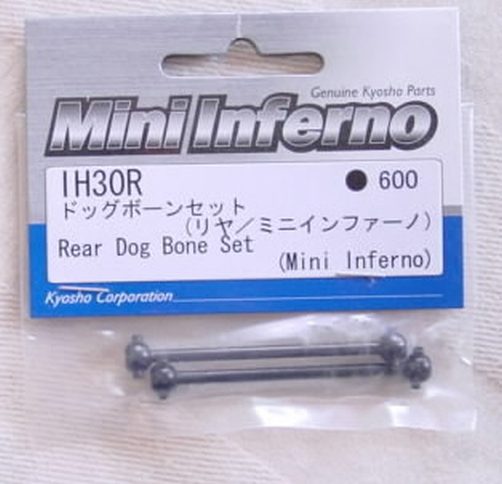 Genuine Kyosho Parts
Mini Inferno
IH30R ● 600
ドッグボーンセット
(リヤ／ミニインファーノ)
Rear Dog Bone Set
(Mini Inferno)
Kyosho Corporation